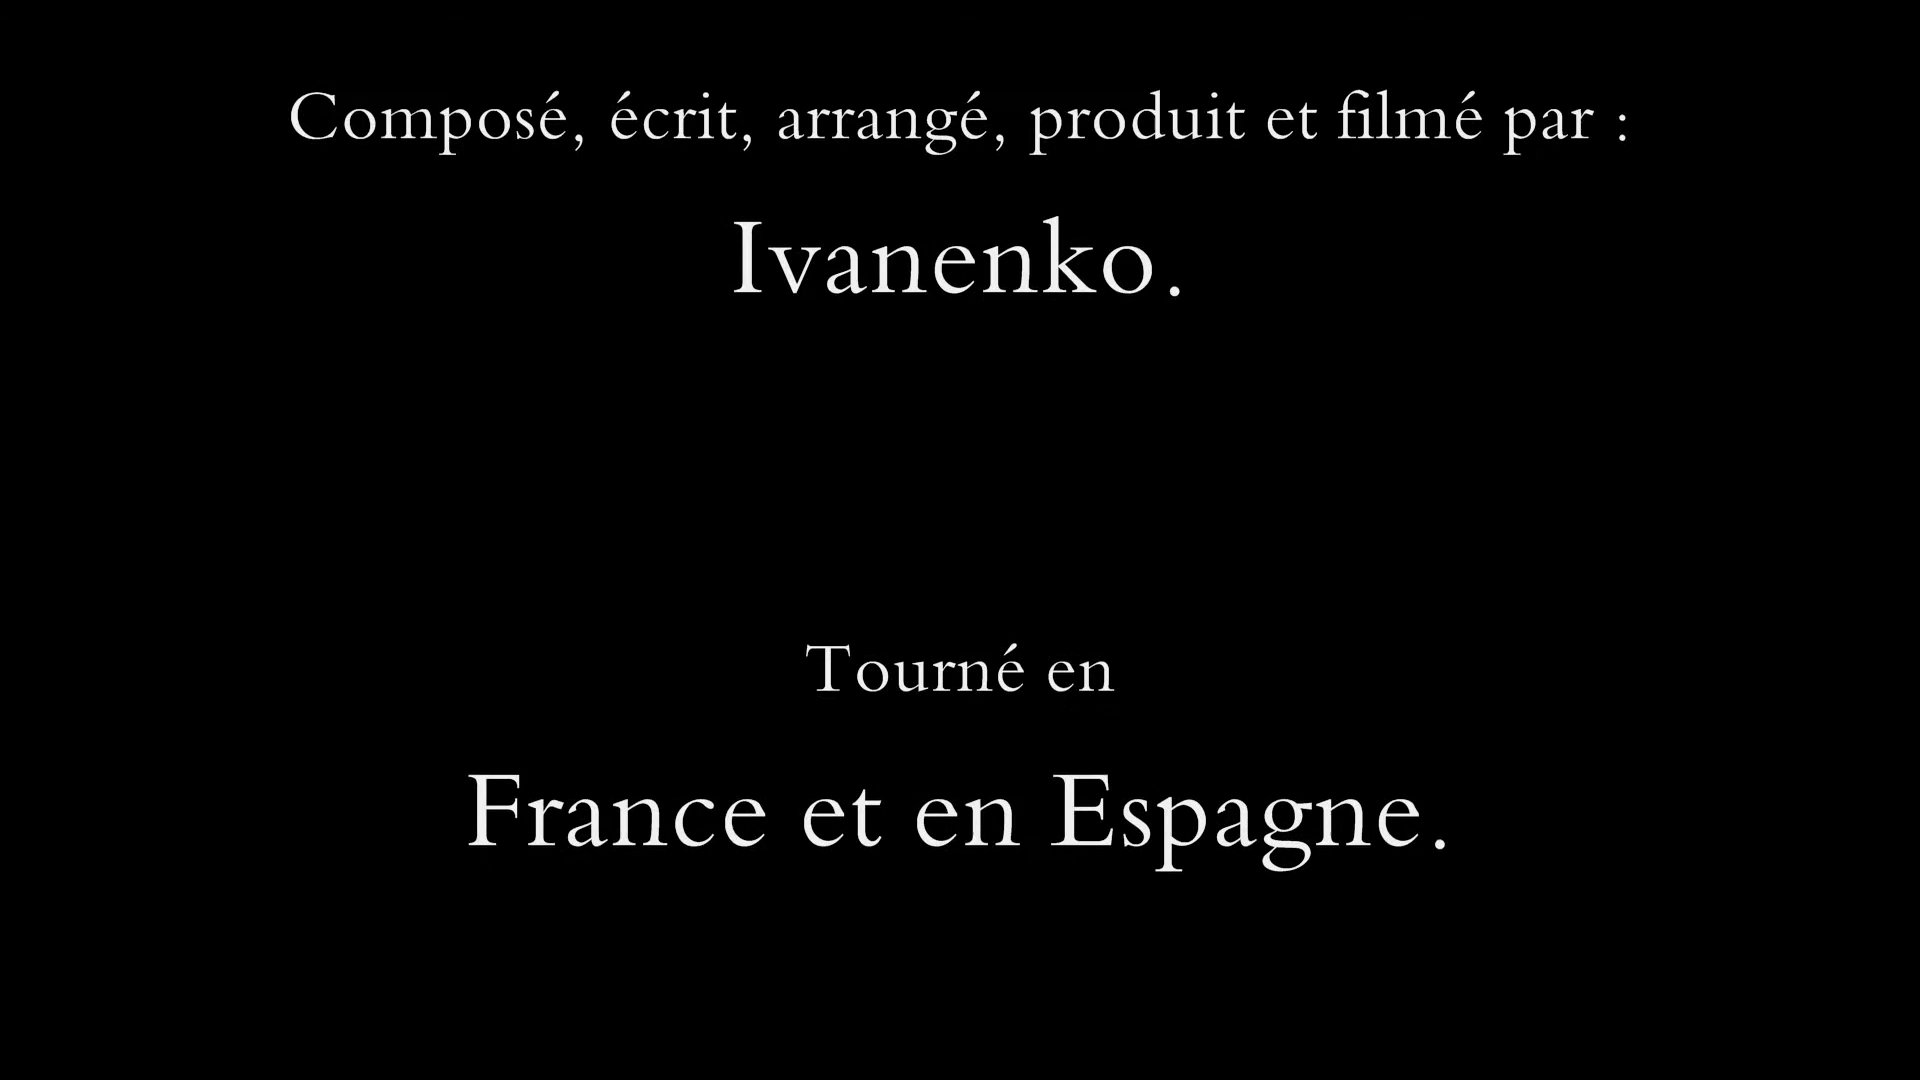 Composé, écrit, arrangé, produit et filmé par :
Ivanenko.
Tourné en
France et en Espagne.